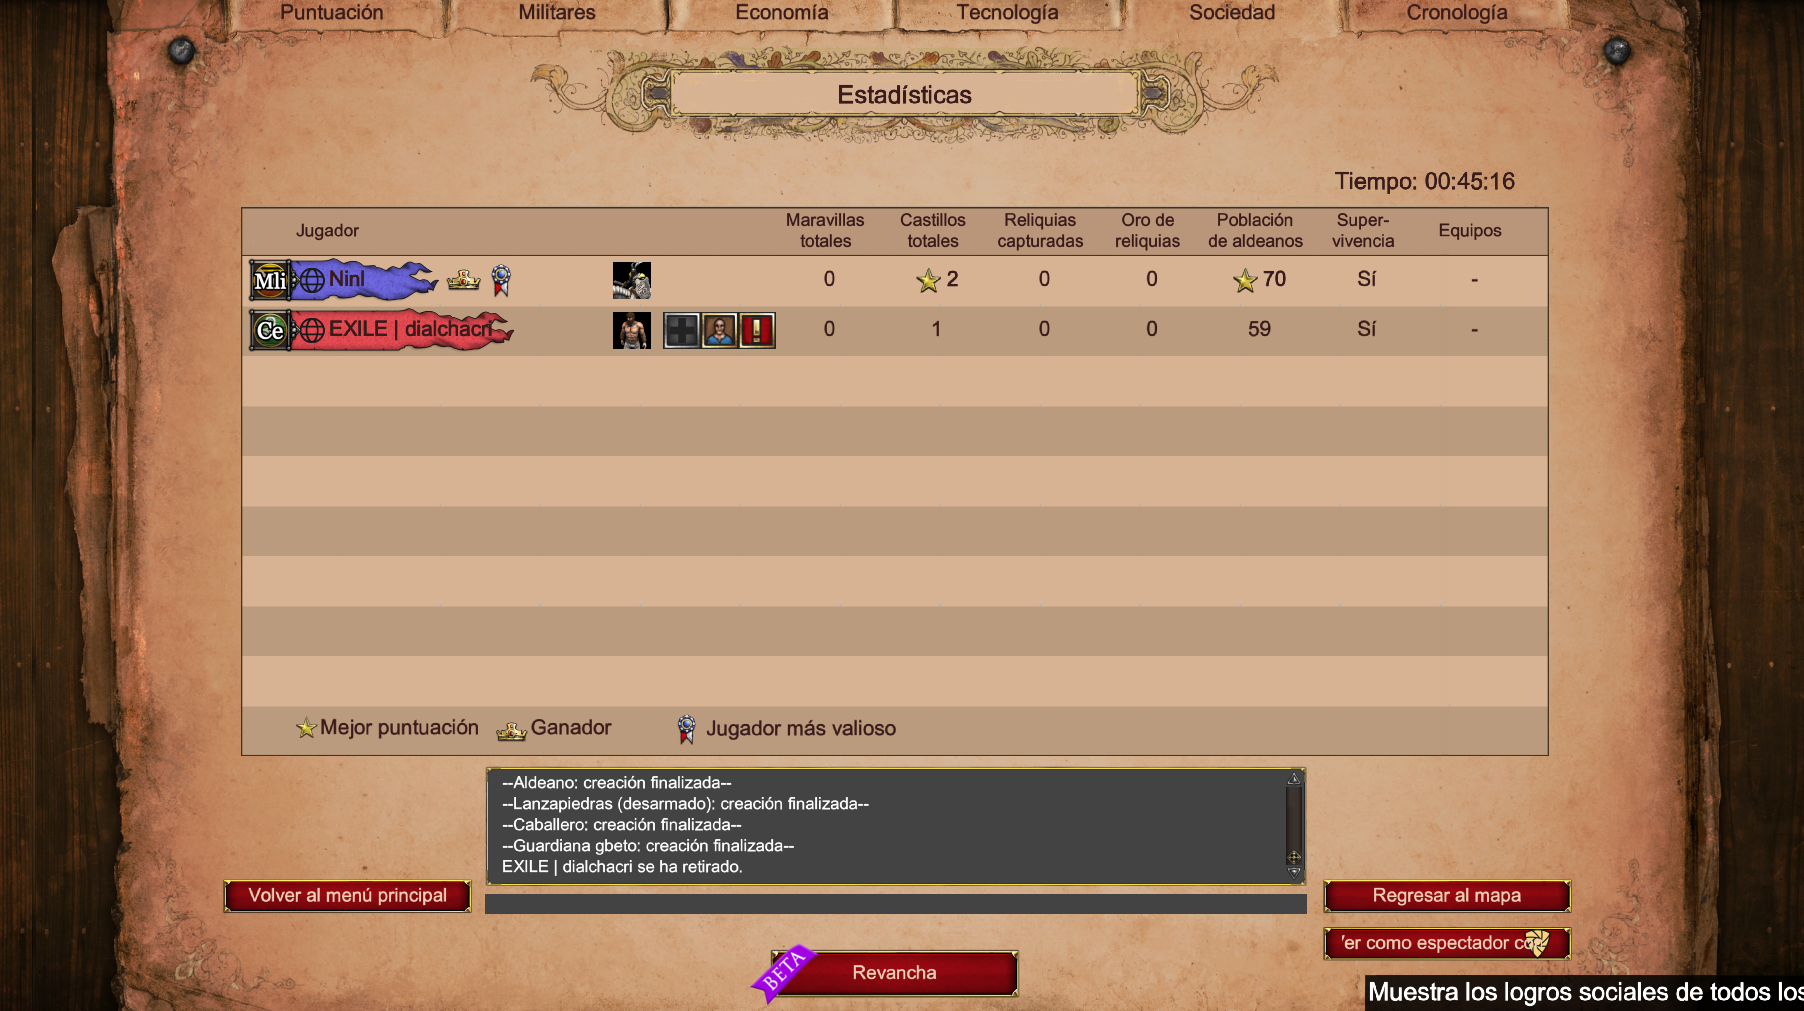 Puntuación Militares Economía Tecnología Sociedad Cronología
Estadísticas
Tiempo: 00:45:16
Jugador Maravillas totales Castillos totales Reliquias capturadas Oro de reliquias Población de aldeanos Super-vivencia Equipos
Mli Ninl 0 2 0 0 70 Sí -
Ce EXILE | dialchacri 0 1 0 0 59 Sí -
Mejor puntuación Ganador Jugador más valioso
--Aldeano: creación finalizada--
--Lanzapiedras (desarmado): creación finalizada--
--Caballero: creación finalizada--
--Guardiana gbeto: creación finalizada--
EXILE | dialchacri se ha retirado.
Volver al menú principal Regresar al mapa
er como espectador co
BETA Revancha
Muestra los logros sociales de todos los